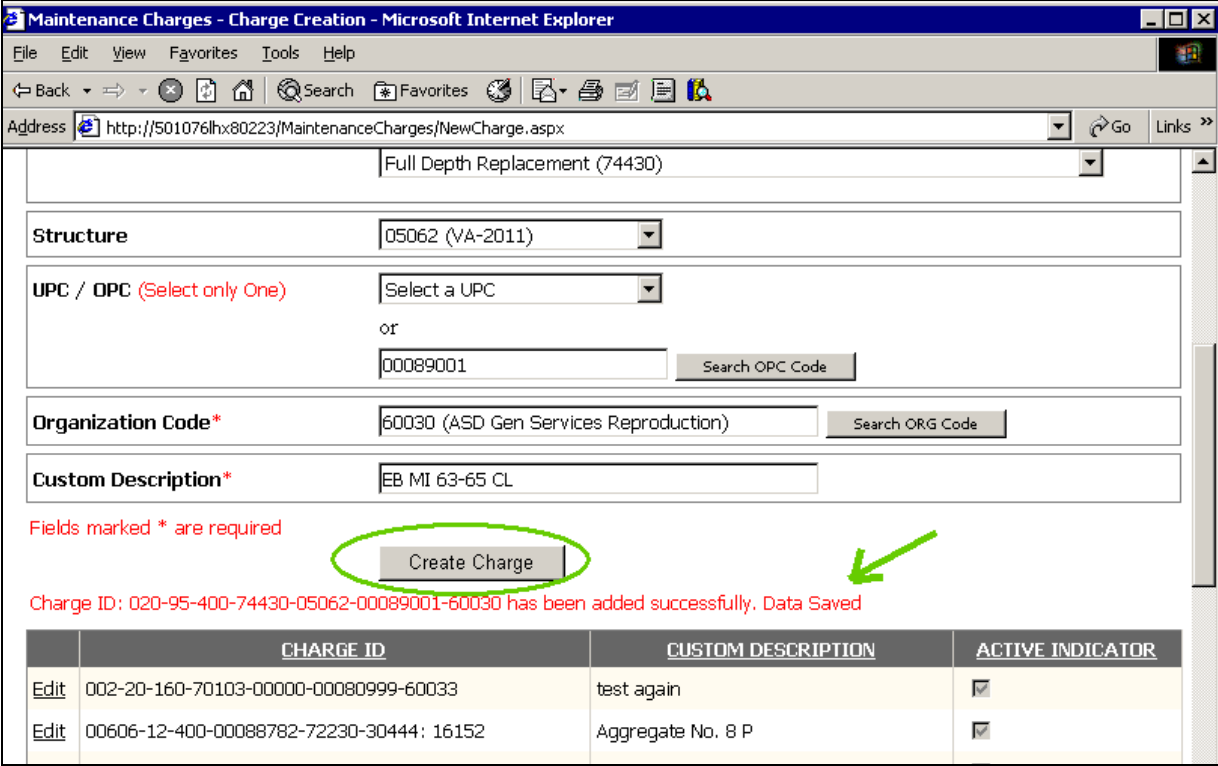 Maintenance Charges - Charge Creation - Microsoft Internet Explorer
File Edit View Favorites Tools Help
Back Search Favorites
Address http://501076lhx80223/MaintenanceCharges/NewCharge.aspx Go Links »
Full Depth Replacement (74430)
Structure 05062 (VA-2011)
UPC / OPC (Select only One) Select a UPC
or
00089001 Search OPC Code
Organization Code* 60030 (ASD Gen Services Reproduction) Search ORG Code
Custom Description* EB MI 63-65 CL
Fields marked * are required
Create Charge
Charge ID: 020-95-400-74430-05062-00089001-60030 has been added successfully. Data Saved
CHARGE ID CUSTOM DESCRIPTION ACTIVE INDICATOR
Edit 002-20-160-70103-00000-00080999-60033 test again
Edit 00606-12-400-00088782-72230-30444: 16152 Aggregate No. 8 P